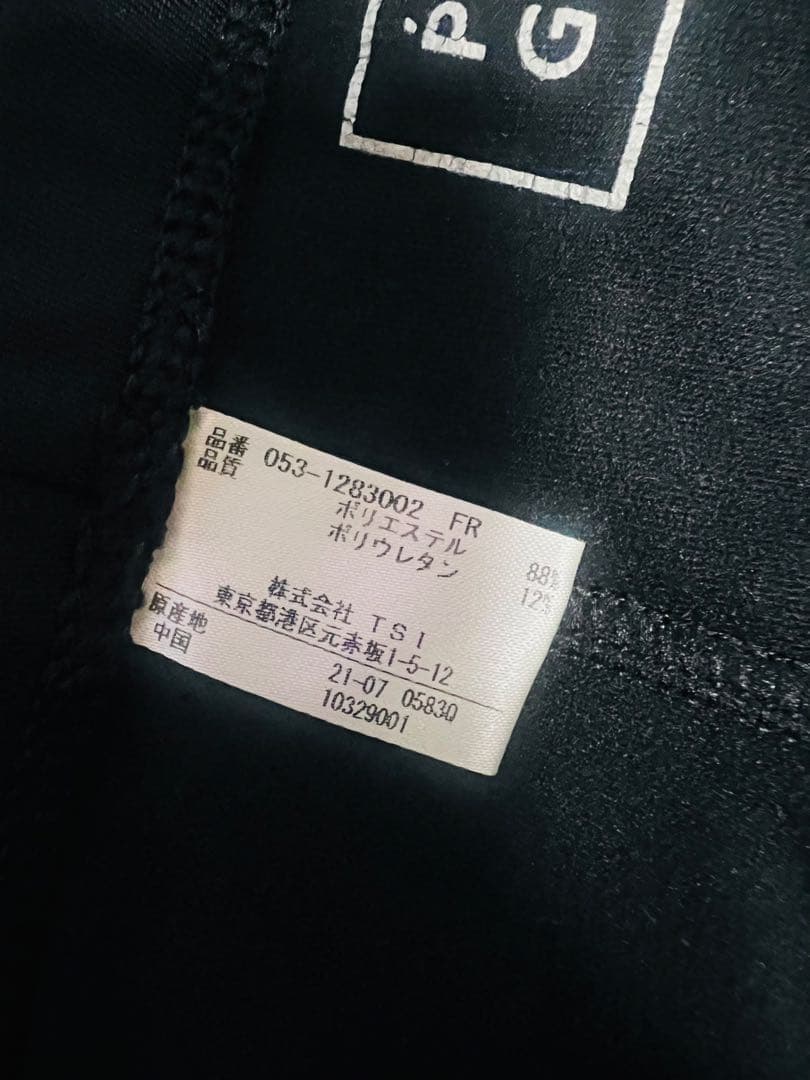 P
G
品番 053-1283002 FR
品質 ポリエステル 88%
ポリウレタン 12%
株式会社 TSI
東京都港区元赤坂1-5-12
原産地
中国
21-07 05830
10329001